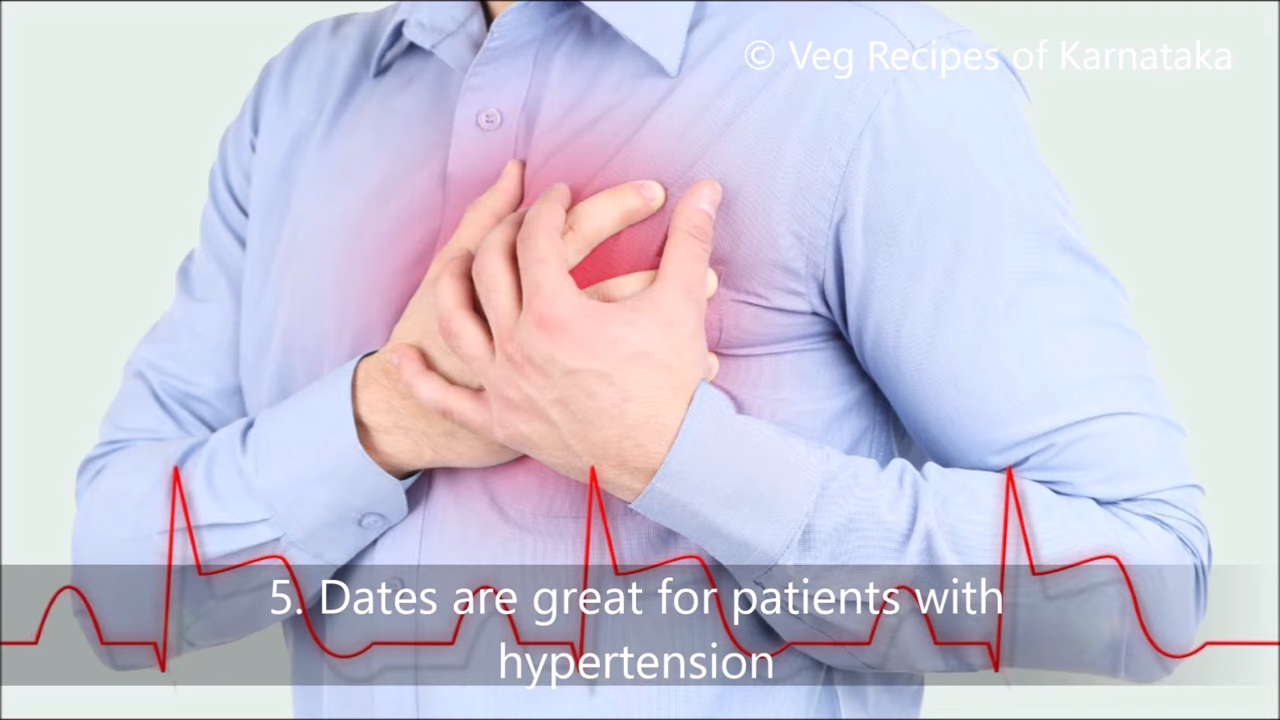 © Veg Recipes of Karnataka
5. Dates are great for patients with
hypertension